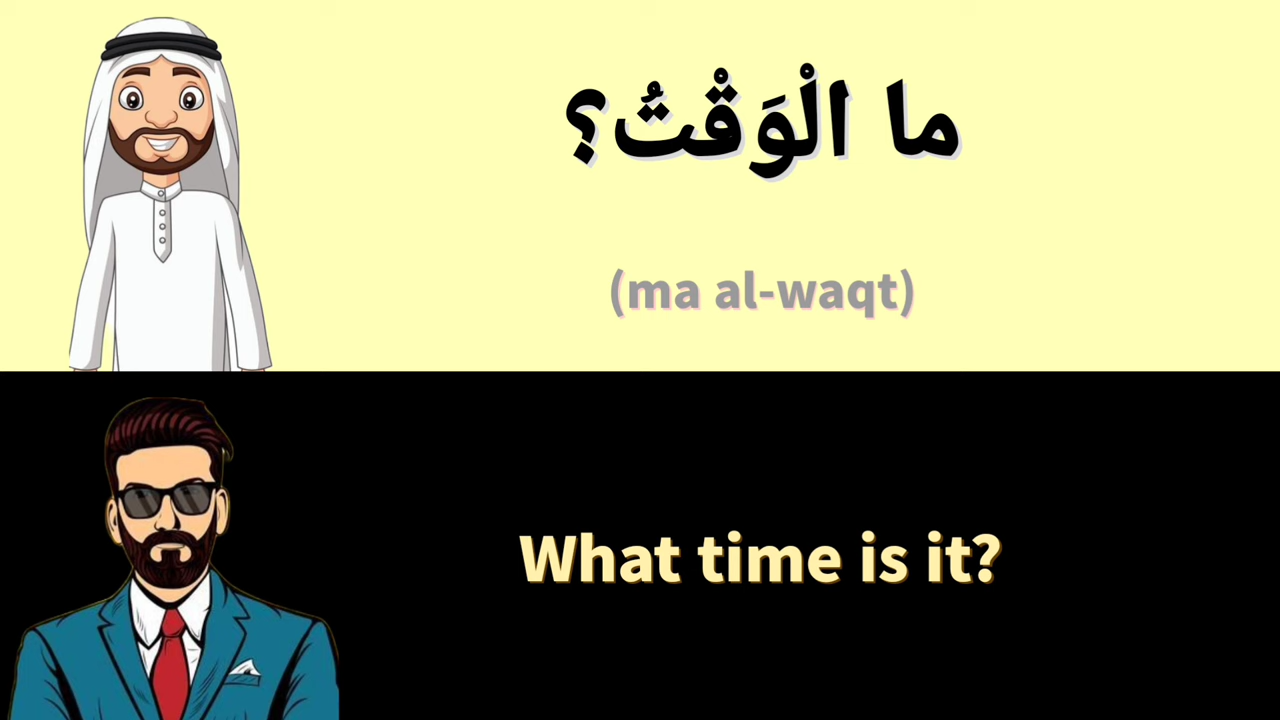 ما الْوَقْتُ؟
(ma al-waqt)
What time is it?